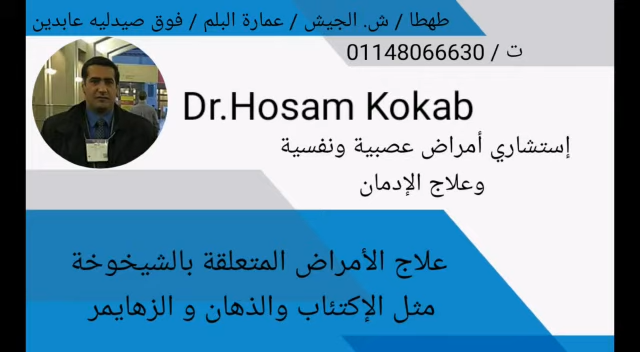 طهطا / ش. الجيش / عمارة البلم / فوق صيدليه عابدين
ت / 01148066630
Dr.Hosam Kokab
إستشاري أمراض عصبية ونفسية
وعلاج الإدمان
علاج الأمراض المتعلقة بالشيخوخة
مثل الإكتئاب والذهان و الزهايمر